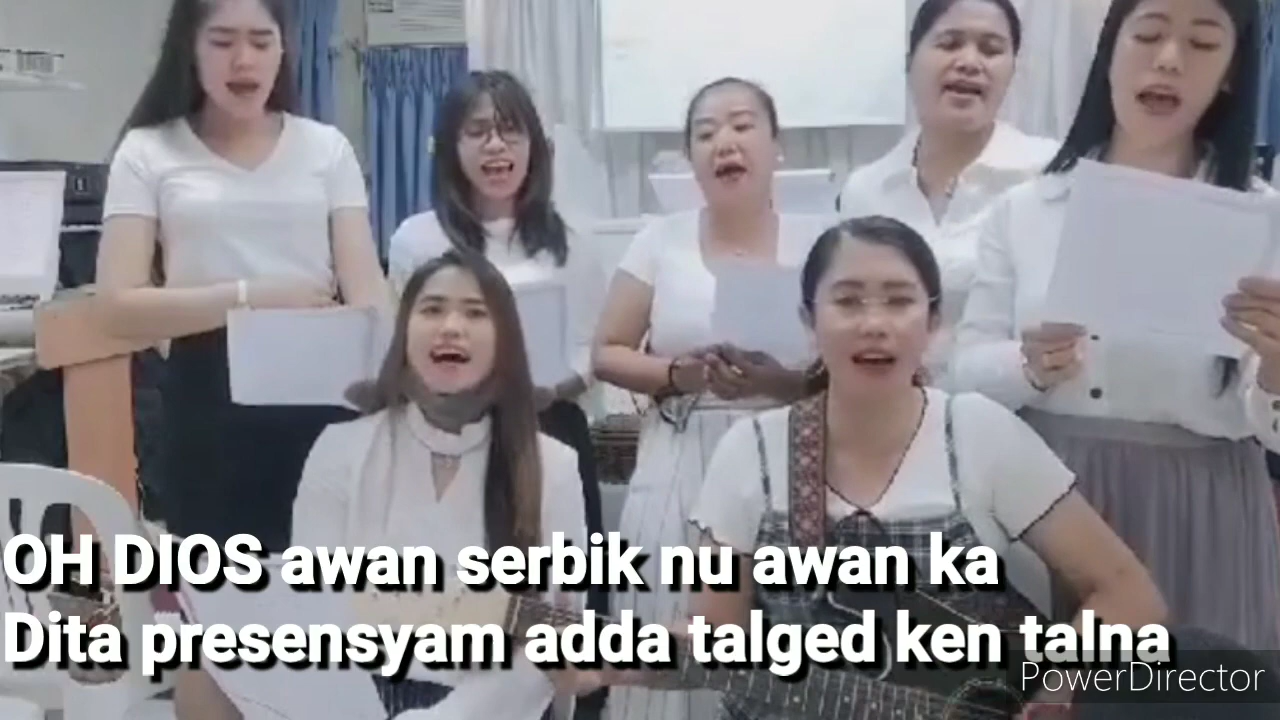 OH DIOS awan serbik nu awan ka
Dita presensyam adda talged ken talna
PowerDirector